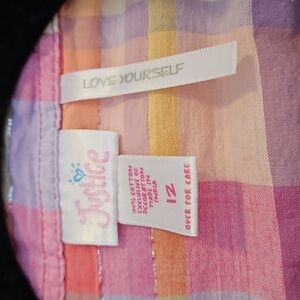 LOVE YOURSELF
Justice
100% COTTON
EXCLUSIVE OF
DECORATION
MADE IN
INDIA
12
OVER FOR CARE